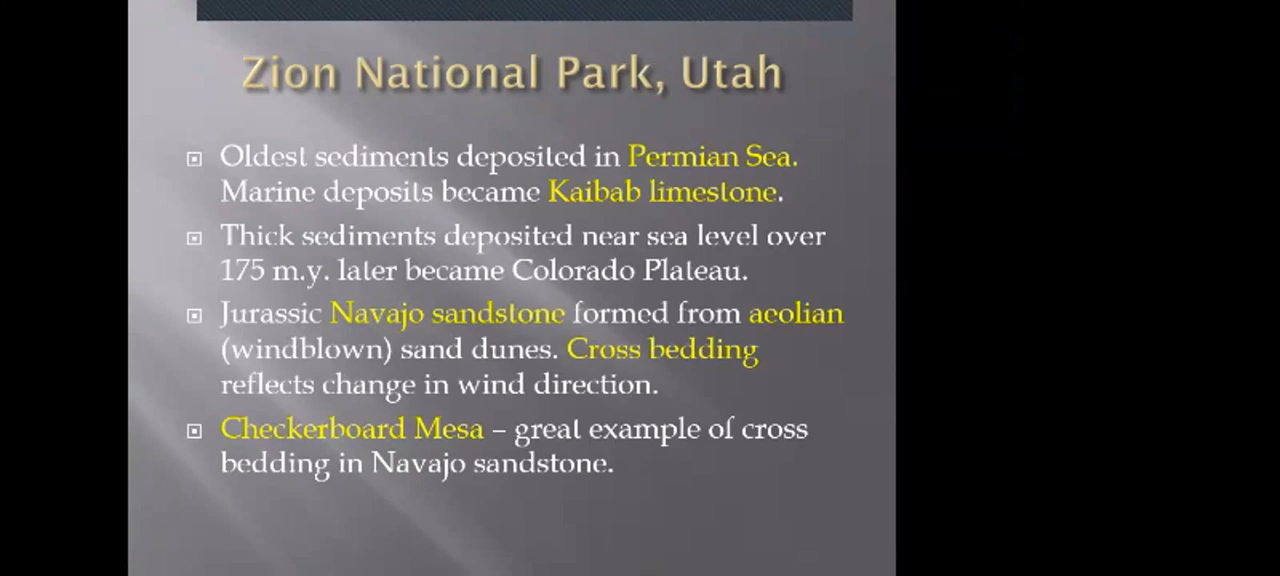 Zion National Park, Utah
Oldest sediments deposited in Permian Sea.
Marine deposits became Kaibab limestone.
Thick sediments deposited near sea level over
175 m.y. later became Colorado Plateau.
Jurassic Navajo sandstone formed from aeolian
(windblown) sand dunes. Cross bedding
reflects change in wind direction.
Checkerboard Mesa – great example of cross
bedding in Navajo sandstone.